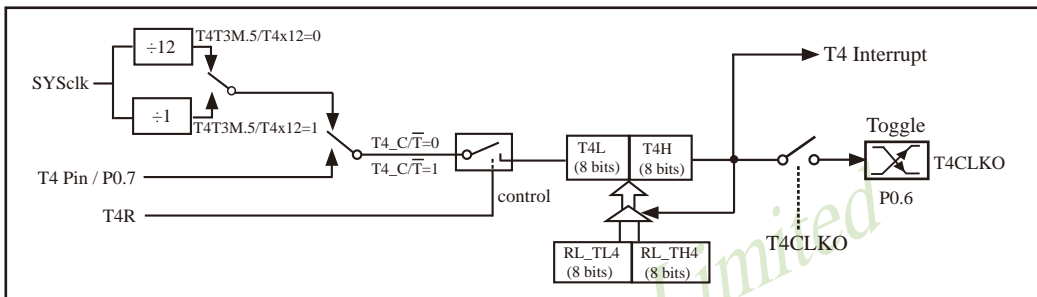 ÷12
T4T3M.5/T4x12=0
T4 Interrupt
SYSclk
÷1
T4T3M.5/T4x12=1
Toggle
T4_C/T̅=0
T4_C/T̅=1
T4L
(8 bits)
T4H
(8 bits)
T4CLKO
T4 Pin / P0.7
control
P0.6
T4R
T4CLKO
RL_TL4
(8 bits)
RL_TH4
(8 bits)
Limited